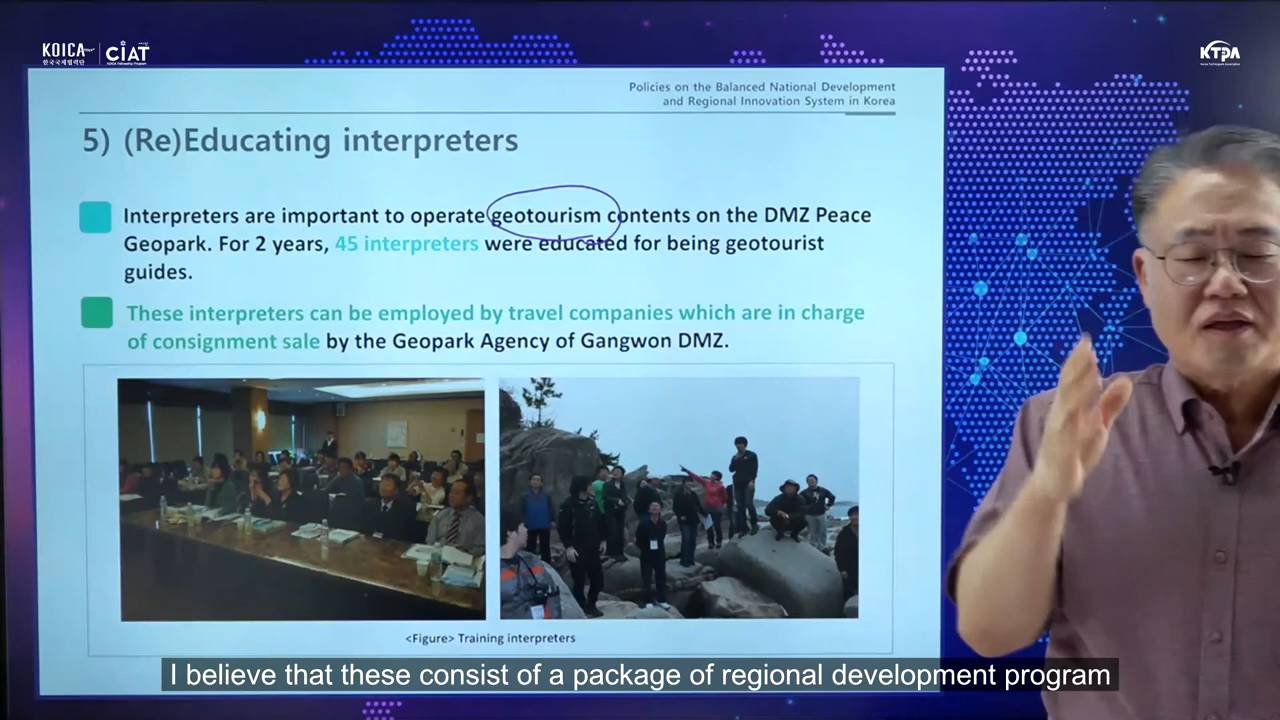 KOICA
한국국제협력단
CIAT
KOICA Fellowship Program
KTPA
Korea Technopark Association
Policies on the Balanced National Development
and Regional Innovation System in Korea
5) (Re)Educating interpreters
Interpreters are important to operate geotourism contents on the DMZ Peace
Geopark. For 2 years, 45 interpreters were educated for being geotourist
guides.
These interpreters can be employed by travel companies which are in charge
of consignment sale by the Geopark Agency of Gangwon DMZ.
<Figure> Training interpreters
I believe that these consist of a package of regional development program